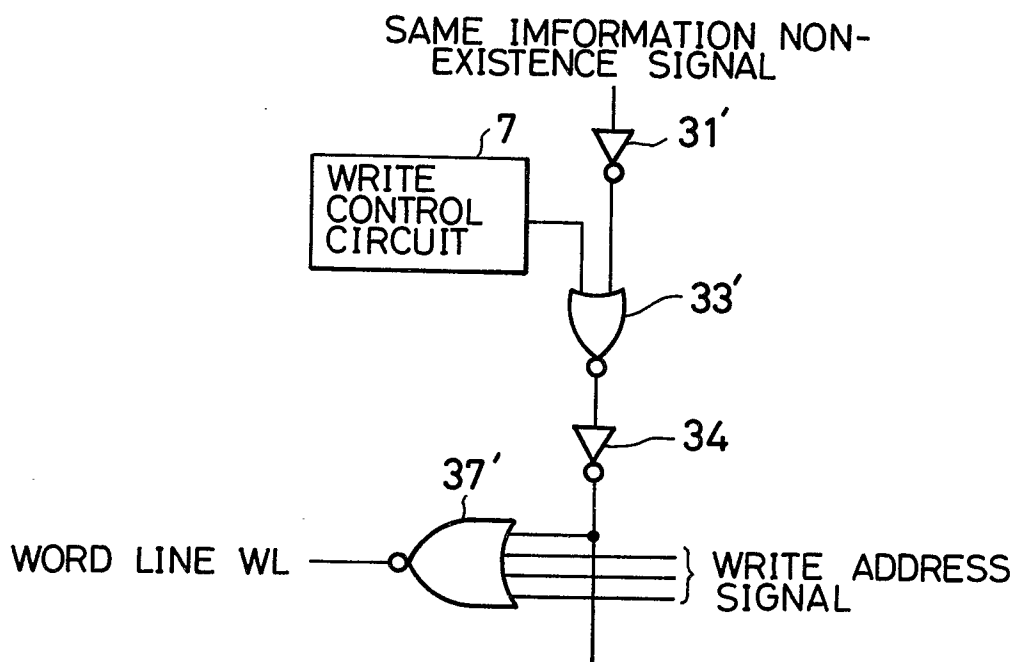 SAME IMFORMATION NON-
EXISTENCE SIGNAL
31′
7
WRITE
CONTROL
CIRCUIT
33′
34
37′
WORD LINE WL
WRITE ADDRESS
SIGNAL